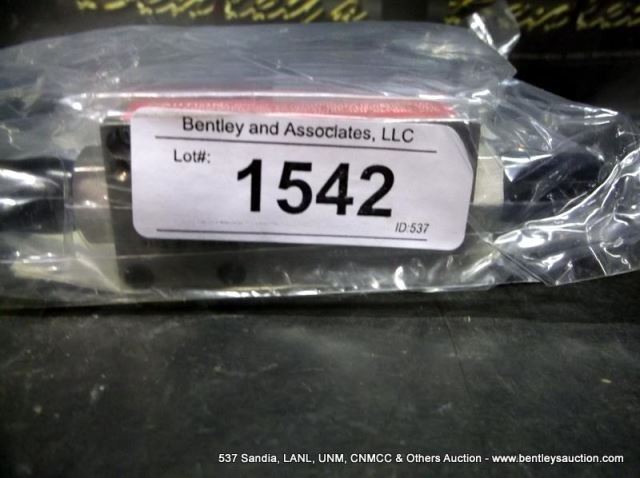 Bentley and Associates, LLC
Lot#:
1542
ID:537
537 Sandia, LANL, UNM, CNMCC & Others Auction - www.bentleysauction.com